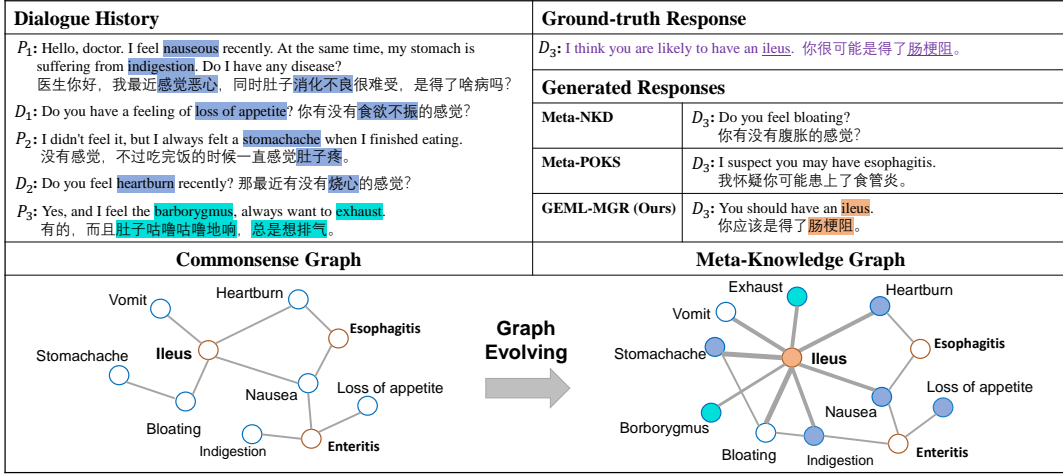 Dialogue History
P1: Hello, doctor. I feel nauseous recently. At the same time, my stomach is
suffering from indigestion. Do I have any disease?
医生你好，我最近感觉恶心，同时肚子消化不良很难受，是得了啥病吗？
D1: Do you have a feeling of loss of appetite? 你有没有食欲不振的感觉？
P2: I didn't feel it, but I always felt a stomachache when I finished eating.
没有感觉，不过吃完饭的时候一直感觉肚子疼。
D2: Do you feel heartburn recently? 那最近有没有烧心的感觉？
P3: Yes, and I feel the barborygmus, always want to exhaust.
有的，而且肚子咕噜咕噜地响，总是想排气。
Ground-truth Response
D3: I think you are likely to have an ileus. 你很可能是得了肠梗阻。
Generated Responses
Meta-NKD
D3: Do you feel bloating?
你有没有腹胀的感觉？
Meta-POKS
D3: I suspect you may have esophagitis.
我怀疑你可能患上了食管炎。
GEML-MGR (Ours)
D3: You should have an ileus.
你应该是得了肠梗阻。
Commonsense Graph
Vomit
Heartburn
Ileus
Esophagitis
Stomachache
Nausea
Loss of appetite
Bloating
Indigestion
Enteritis
Graph
Evolving
Meta-Knowledge Graph
Exhaust
Heartburn
Vomit
Ileus
Esophagitis
Stomachache
Loss of appetite
Nausea
Borborygmus
Bloating
Indigestion
Enteritis